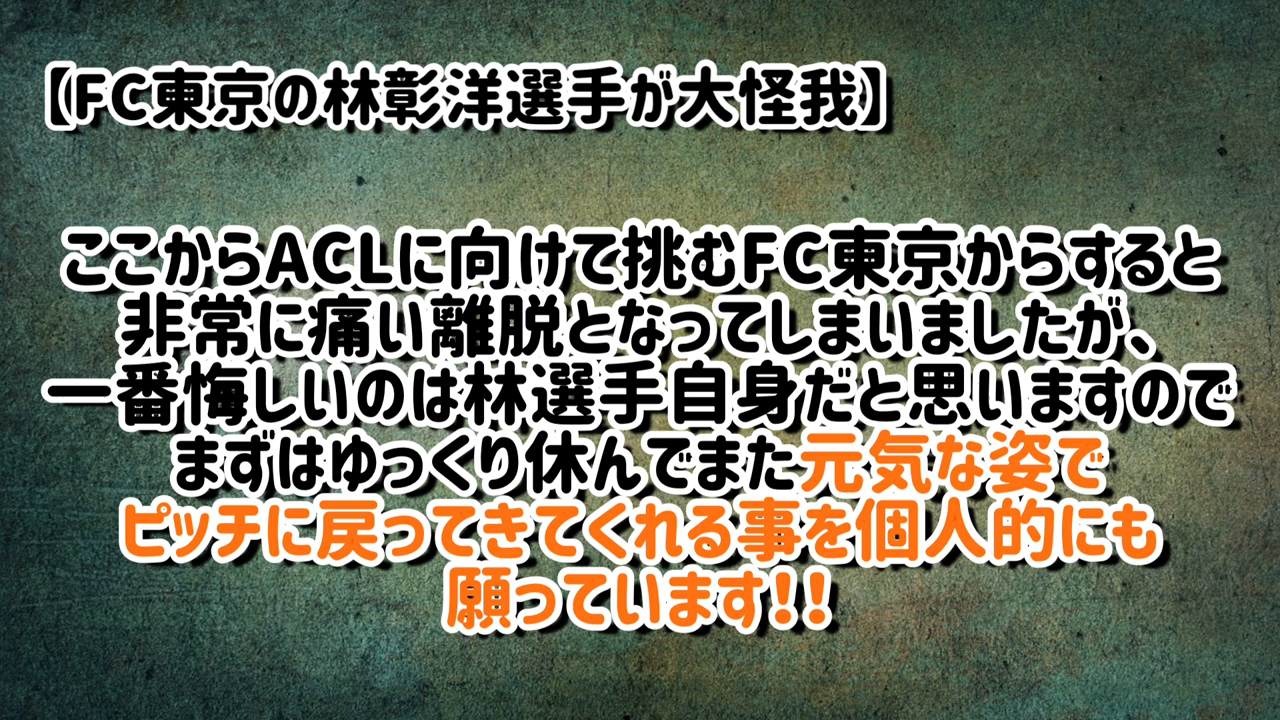 【FC東京の林彰洋選手が大怪我】
ここからACLに向けて挑むFC東京からすると
非常に痛い離脱となってしまいましたが、
一番悔しいのは林選手自身だと思いますので
まずはゆっくり休んでまた元気な姿で
ピッチに戻ってきてくれる事を個人的にも
願っています!!